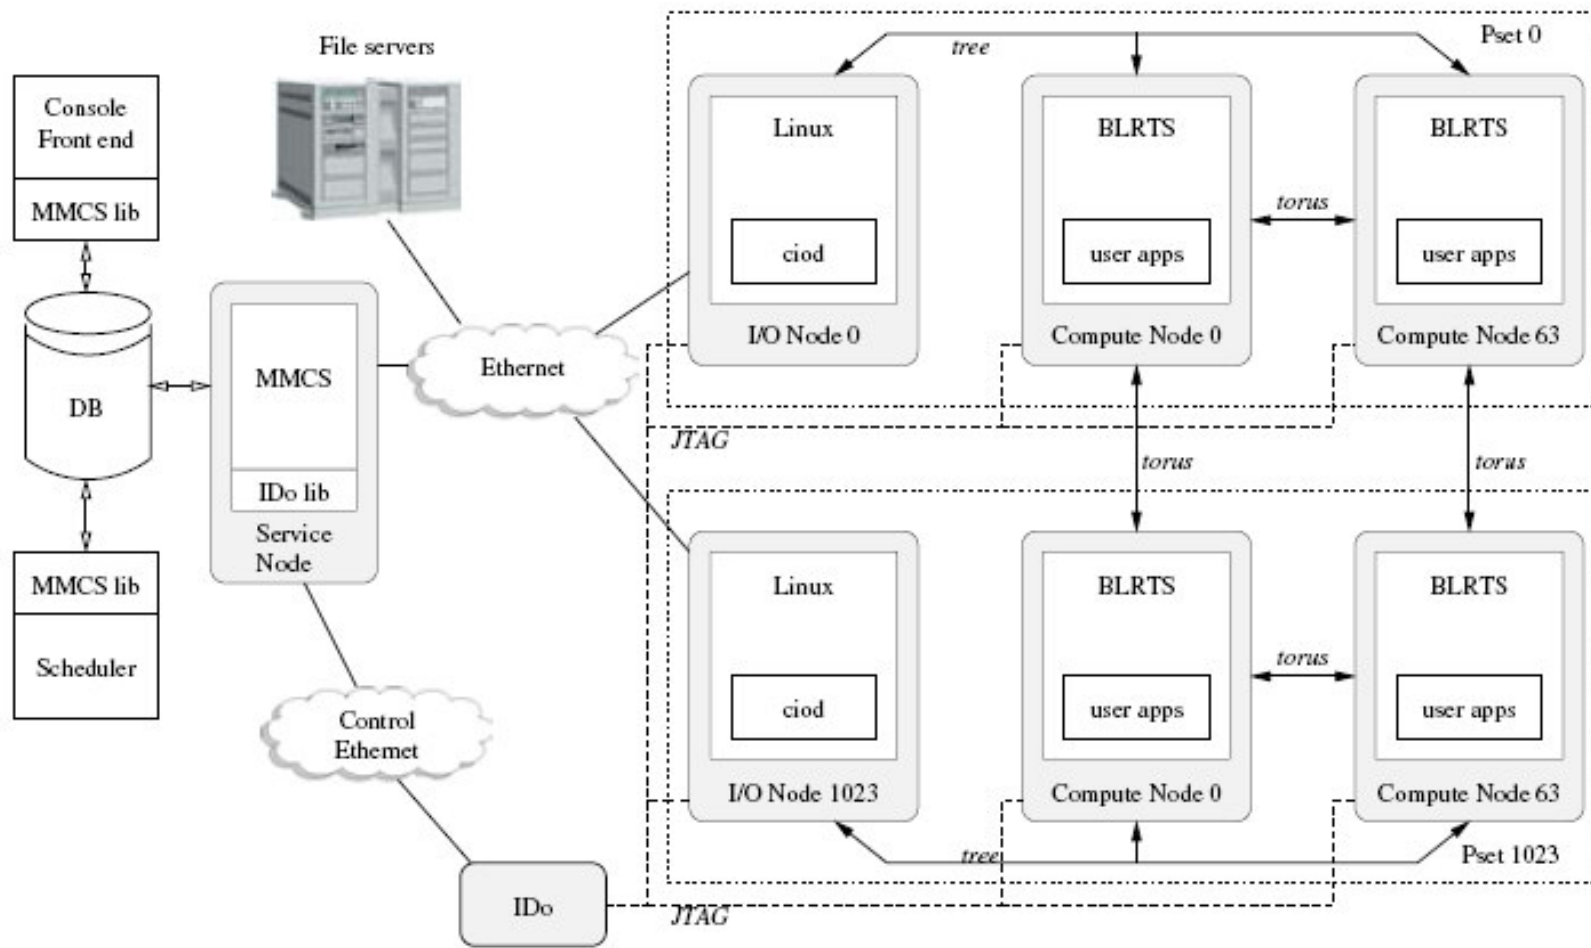 File servers
Console
Front end
MMCS lib
DB
MMCS lib
Scheduler
MMCS
IDo lib
Service
Node
Ethernet
Control
Ethernet
IDo
Pset 0
tree
Linux
ciod
I/O Node 0
BLRTS
user apps
Compute Node 0
torus
BLRTS
user apps
Compute Node 63
JTAG
torus
torus
Linux
ciod
I/O Node 1023
BLRTS
user apps
Compute Node 0
torus
BLRTS
user apps
Compute Node 63
tree
Pset 1023
JTAG